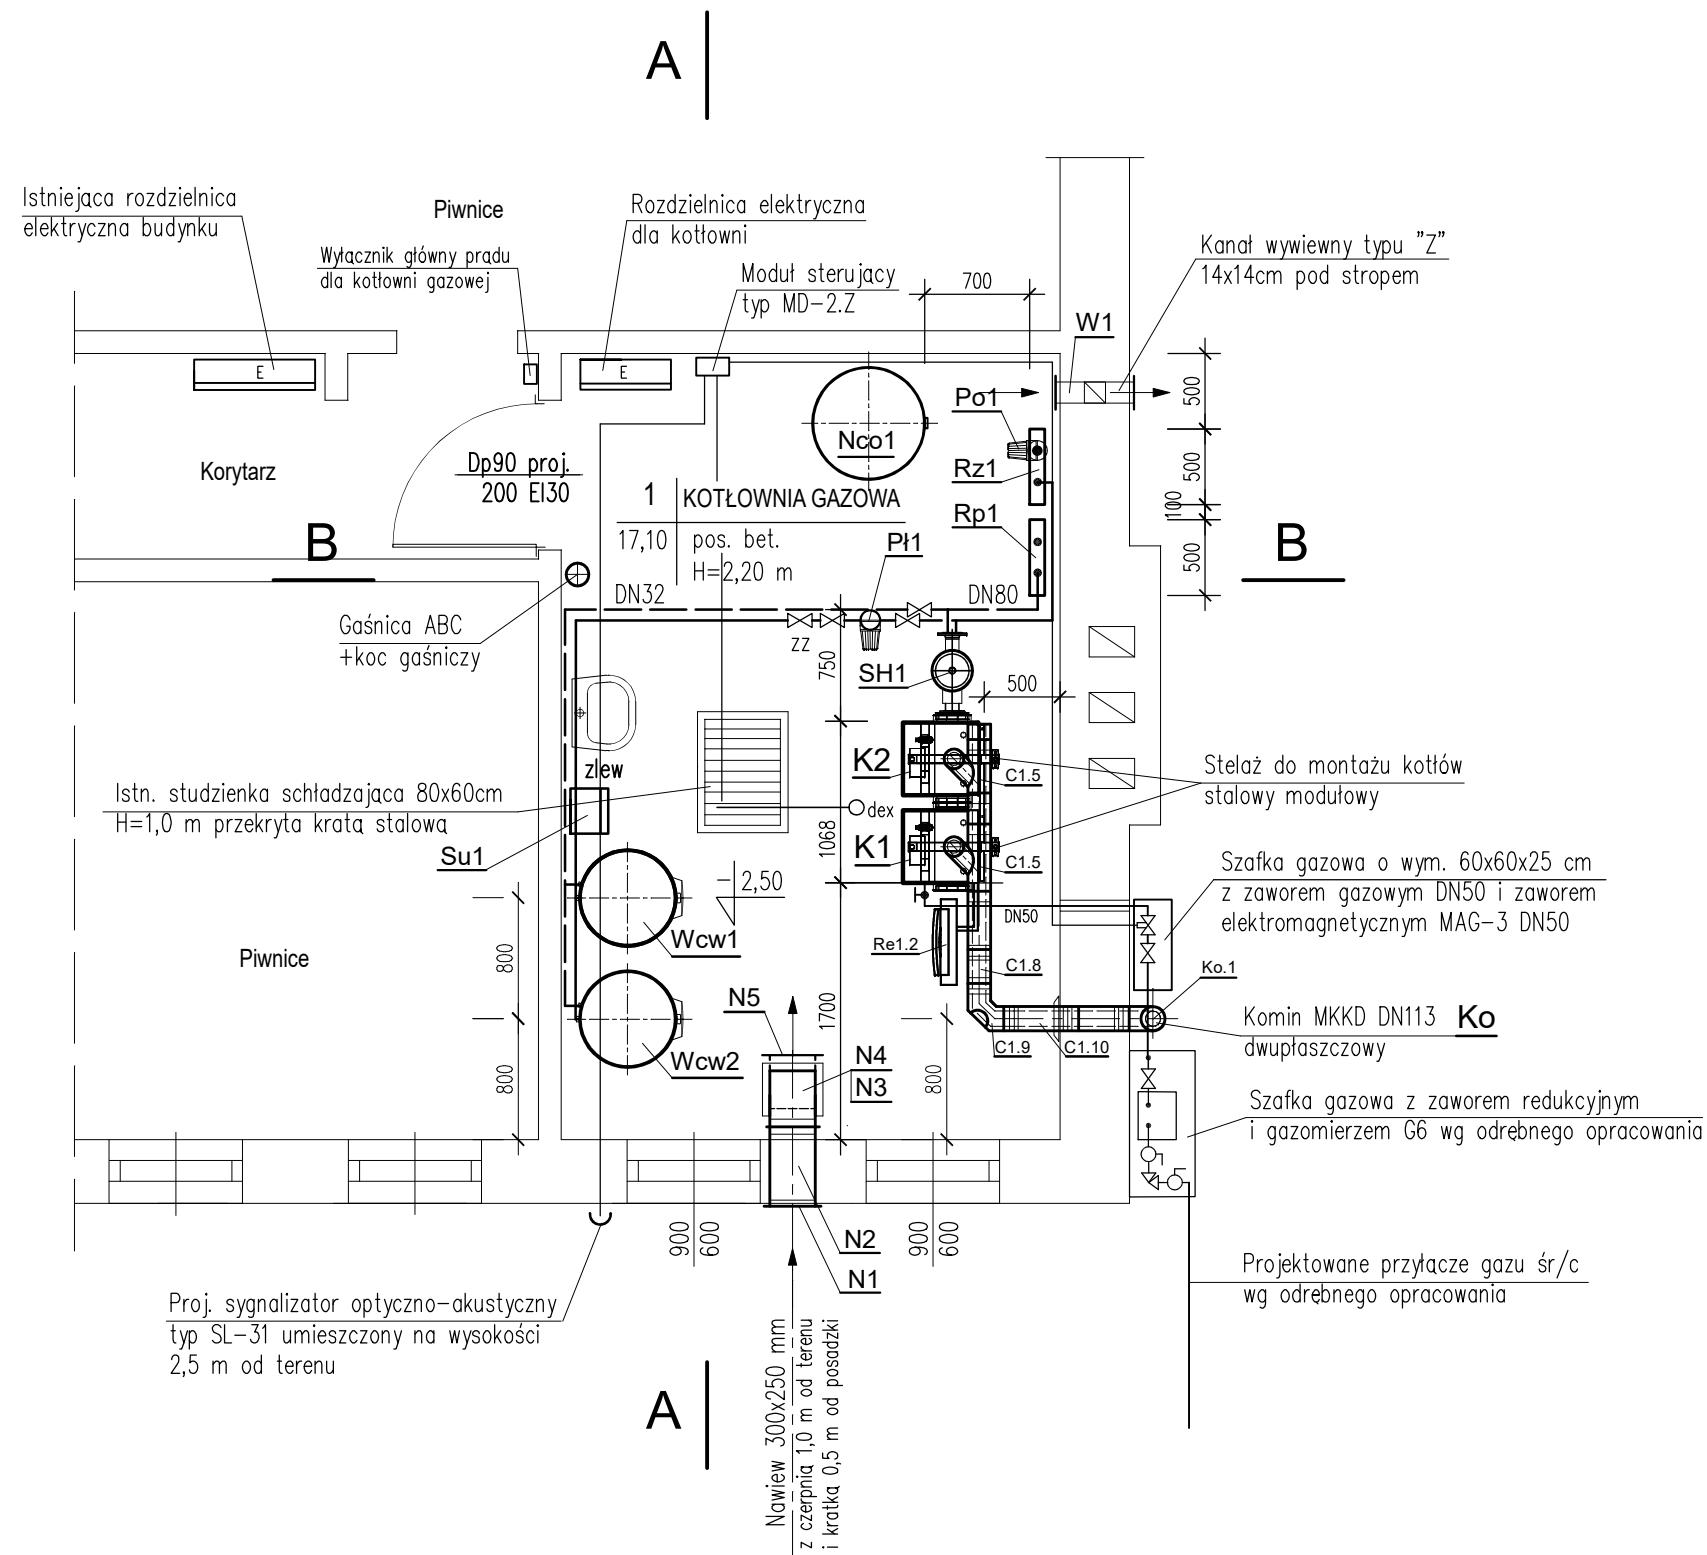 A
Istniejąca rozdzielnica
elektryczna budynku
Piwnice
Wyłącznik główny prądu
dla kotłowni gazowej
Rozdzielnica elektryczna
dla kotłowni
Moduł sterujący
typ MD-2.Z
700
Kanał wywiewny typu "Z"
14x14cm pod stropem
W1
E
E
500
Po1
Nco1
Korytarz
Dp90 proj.
200 EI30
Rz1
500
1
KOTŁOWNIA GAZOWA
100
17,10
pos. bet.
H=2,20 m
Rp1
Pł1
B
B
500
DN32
DN80
Gaśnica ABC
+koc gaśniczy
zz
750
SH1
500
K2
C1.5
zlew
Stelaż do montażu kotłów
stalowy modułowy
Istn. studzienka schładzająca 80x60cm
H=1,0 m przekryta kratą stalową
dex
1068
K1
C1.5
Su1
Szafka gazowa o wym. 60x60x25 cm
z zaworem gazowym DN50 i zaworem
elektromagnetycznym MAG-3 DN50
-2,50
DN50
Wcw1
Re1.2
Piwnice
800
C1.8
Ko.1
N5
1700
Komin MKKD DN113
dwupłaszczowy
Ko
Wcw2
N4
N3
C1.9
C1.10
800
800
Szafka gazowa z zaworem redukcyjnym
i gazomierzem G6 wg odrębnego opracowania
900
600
N2
N1
900
600
Projektowane przyłącze gazu śr/c
wg odrębnego opracowania
Proj. sygnalizator optyczno-akustyczny
typ SL-31 umieszczony na wysokości
2,5 m od terenu
A
Nawiew 300x250 mm
z czerpnią 1,0 m od terenu
i kratką 0,5 m od posadzki